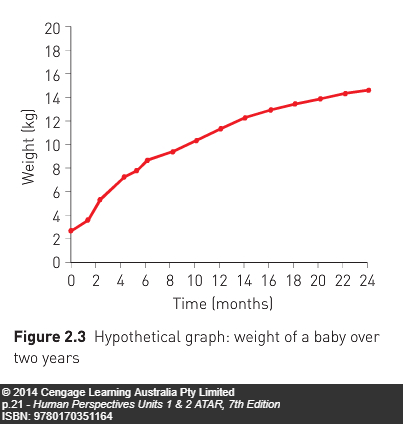 20
18
16
14
12
10
8
6
4
2
0
Weight (kg)
0 2 4 6 8 10 12 14 16 18 20 22 24
Time (months)
Figure 2.3 Hypothetical graph: weight of a baby over
two years
© 2014 Cengage Learning Australia Pty Limited
p.21 - Human Perspectives Units 1 & 2 ATAR, 7th Edition
ISBN: 9780170351164